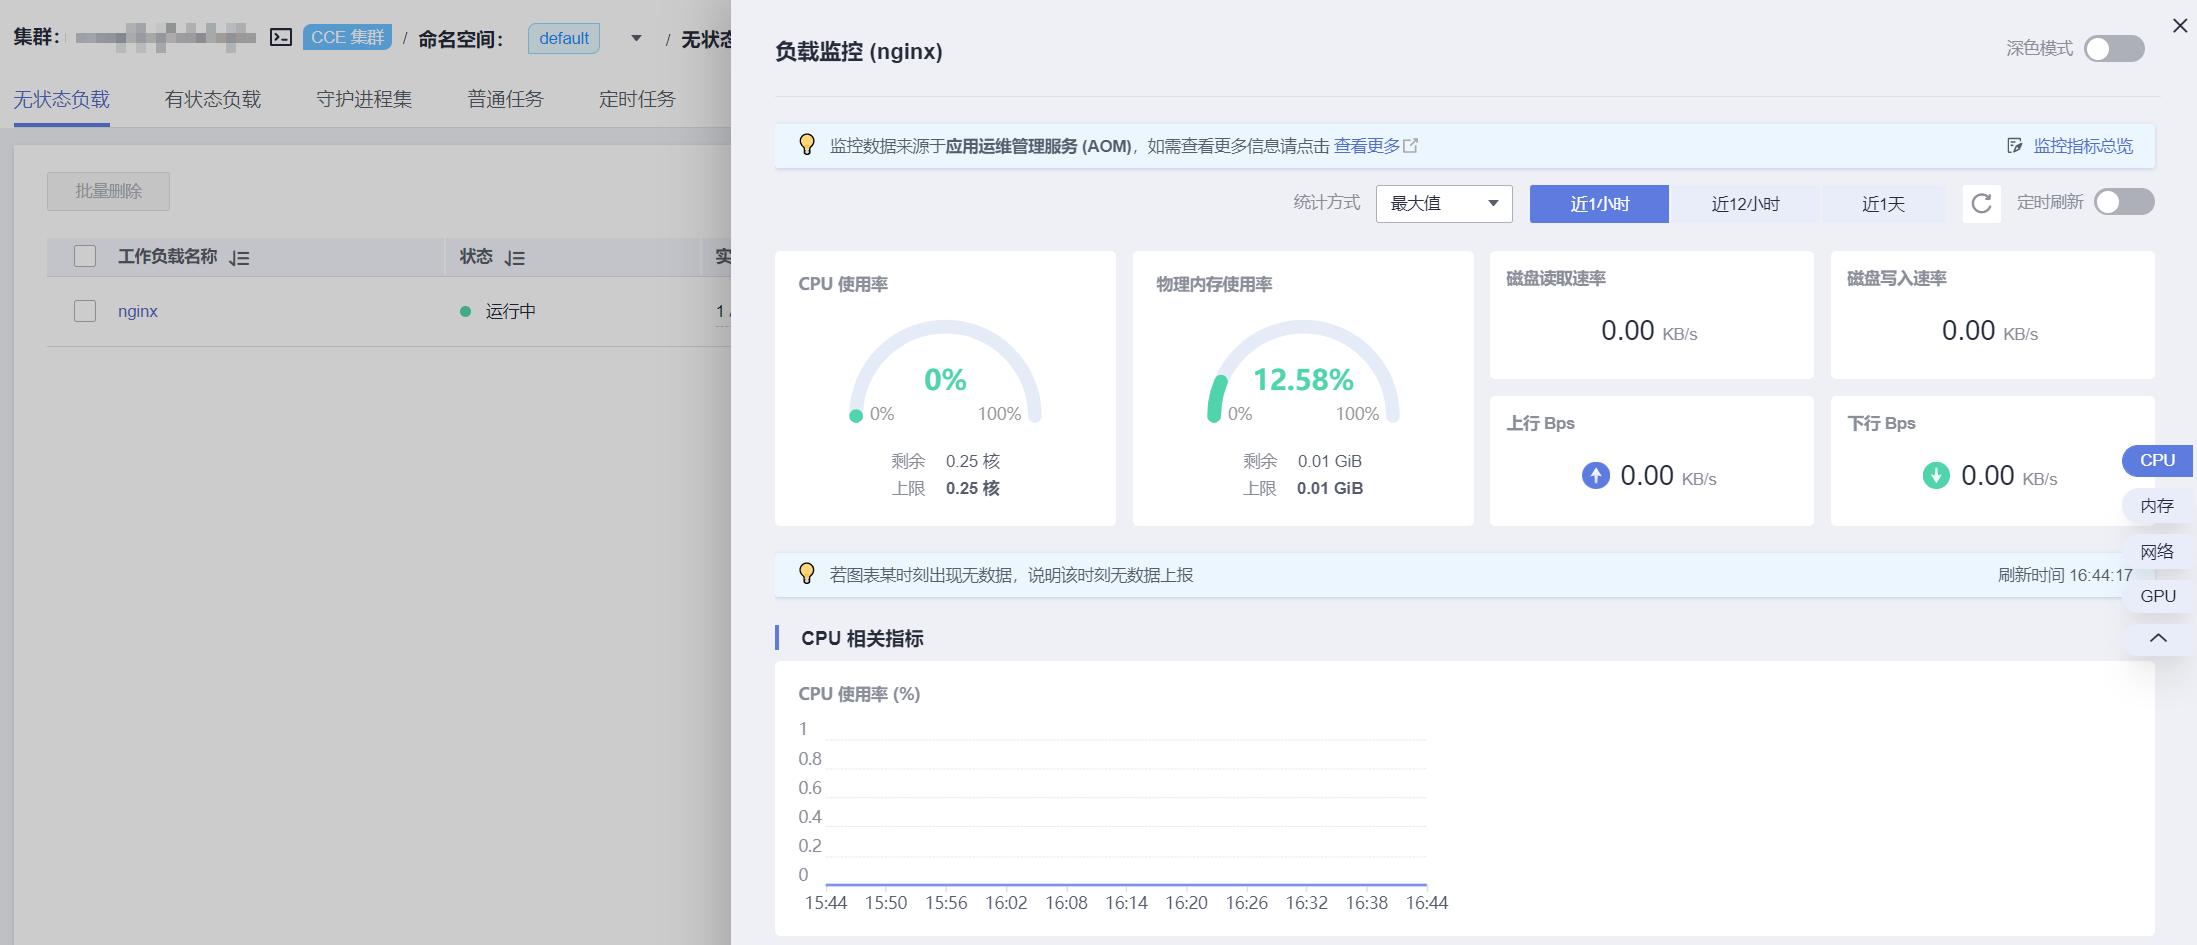 集群：
CCE 集群 / 命名空间： default / 无状态
无状态负载 有状态负载 守护进程集 普通任务 定时任务
批量删除
工作负载名称 状态 实
nginx 运行中 1 /
负载监控 (nginx)
深色模式
监控数据来源于应用运维管理服务 (AOM)，如需查看更多信息请点击 查看更多
监控指标总览
统计方式 最大值 近1小时 近12小时 近1天 定时刷新
CPU 使用率
0%
0% 100%
剩余 0.25 核
上限 0.25 核
物理内存使用率
12.58%
0% 100%
剩余 0.01 GiB
上限 0.01 GiB
磁盘读取速率
0.00 KB/s
磁盘写入速率
0.00 KB/s
上行 Bps
0.00 KB/s
下行 Bps
0.00 KB/s
CPU
内存
网络
GPU
若图表某时刻出现无数据，说明该时刻无数据上报
刷新时间 16:44:17
CPU 相关指标
CPU 使用率 (%)
1
0.8
0.6
0.4
0.2
0
15:44 15:50 15:56 16:02 16:08 16:14 16:20 16:26 16:32 16:38 16:44